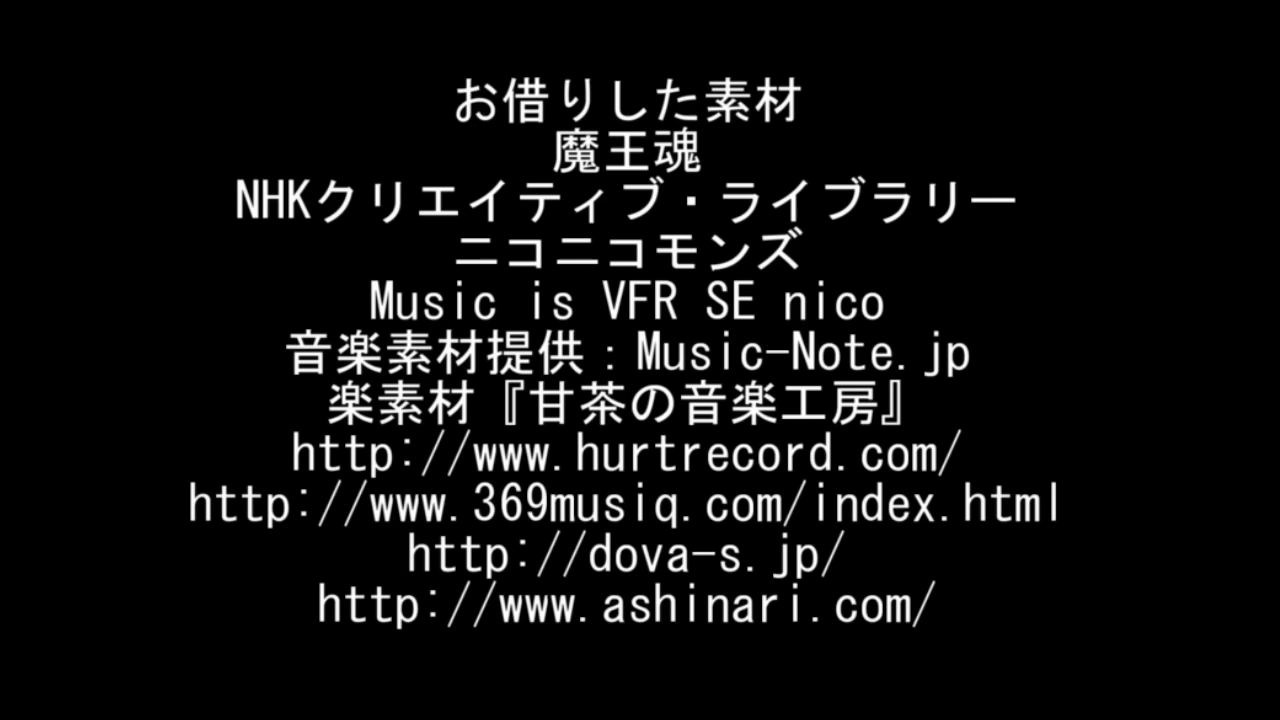 お借りした素材
魔王魂
NHKクリエイティブ・ライブラリー
ニコニコモンズ
Music is VFR SE nico
音楽素材提供：Music-Note.jp
楽素材『甘茶の音楽工房』
http://www.hurtrecord.com/
http://www.369musiq.com/index.html
http://dova-s.jp/
http://www.ashinari.com/